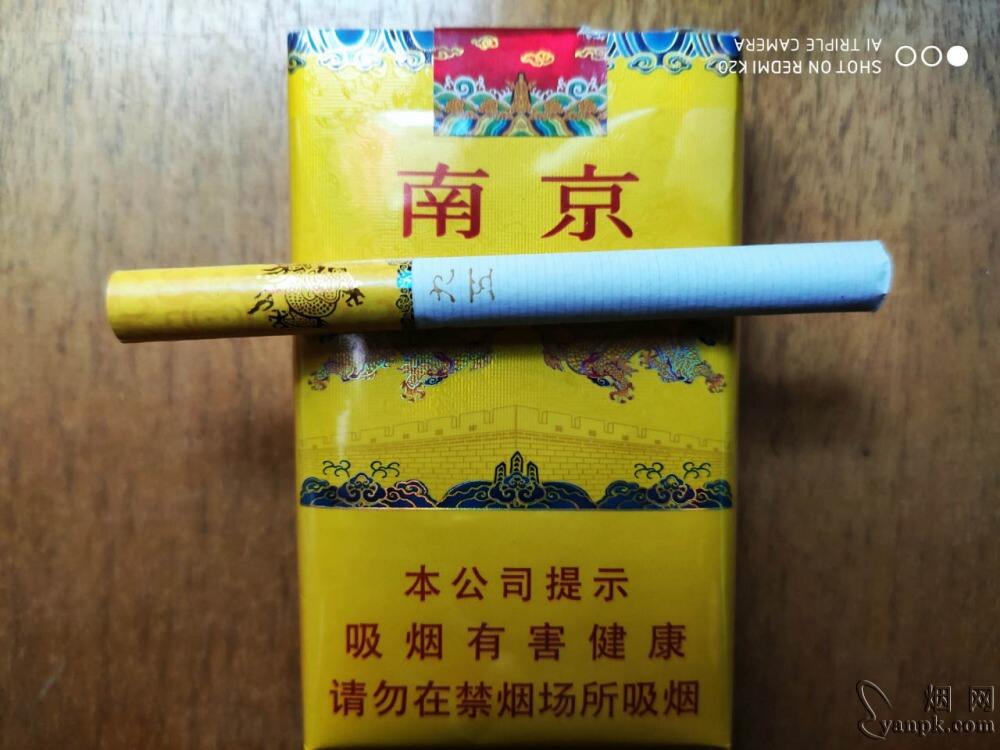 SHOT ON REDMI K20
AI TRIPLE CAMERA
南京
九五
本公司提示
吸烟有害健康
请勿在禁烟场所吸烟
烟网
yanpk.com